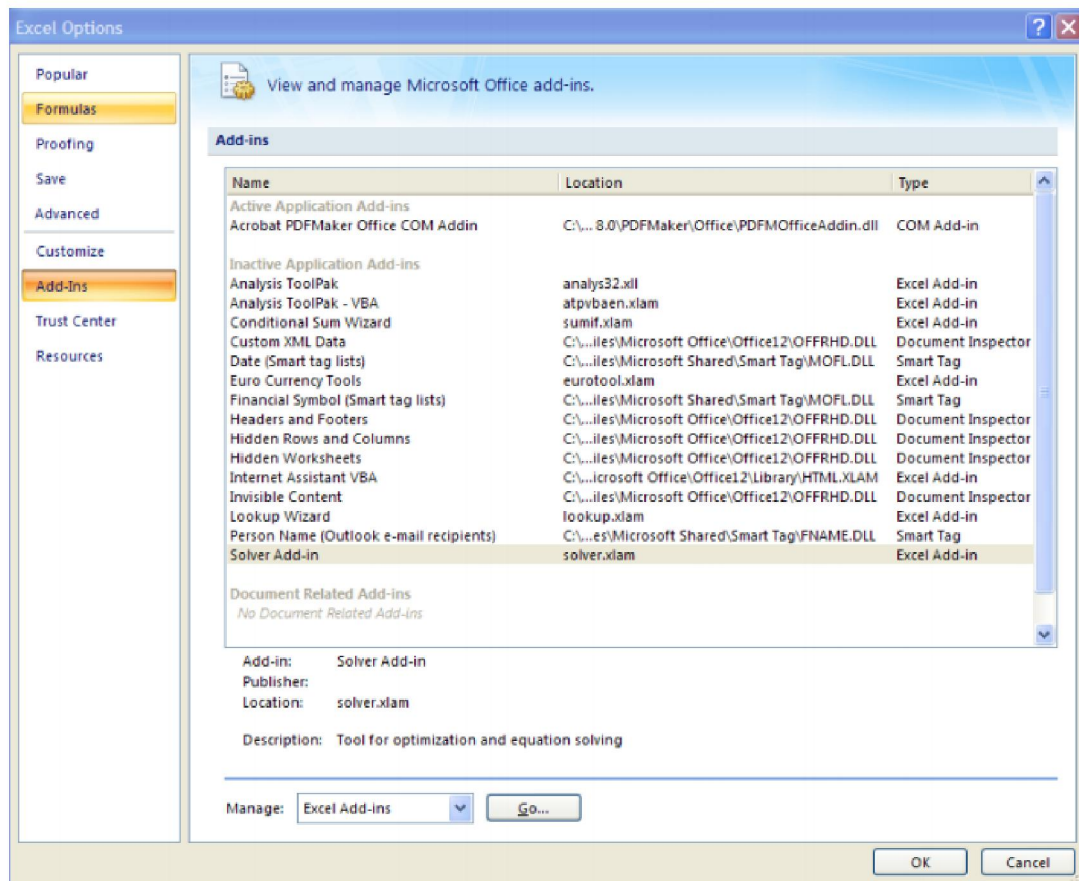 Excel Options
Popular
Formulas
Proofing
Save
Advanced
Customize
Add-Ins
Trust Center
Resources
View and manage Microsoft Office add-ins.
Add-ins
Name Location Type
Active Application Add-ins
Acrobat PDFMaker Office COM Addin C:\... 8.0\PDFMaker\Office\PDFMOfficeAddin.dll COM Add-in
Inactive Application Add-ins
Analysis ToolPak analys32.xll Excel Add-in
Analysis ToolPak - VBA atpvbaen.xlam Excel Add-in
Conditional Sum Wizard sumif.xlam Excel Add-in
Custom XML Data C:\...iles\Microsoft Office\Office12\OFFRHD.DLL Document Inspector
Date (Smart tag lists) C:\...iles\Microsoft Shared\Smart Tag\MOFL.DLL Smart Tag
Euro Currency Tools eurotool.xlam Excel Add-in
Financial Symbol (Smart tag lists) C:\...iles\Microsoft Shared\Smart Tag\MOFL.DLL Smart Tag
Headers and Footers C:\...iles\Microsoft Office\Office12\OFFRHD.DLL Document Inspector
Hidden Rows and Columns C:\...iles\Microsoft Office\Office12\OFFRHD.DLL Document Inspector
Hidden Worksheets C:\...iles\Microsoft Office\Office12\OFFRHD.DLL Document Inspector
Internet Assistant VBA C:\...icrosoft Office\Office12\Library\HTML.XLAM Excel Add-in
Invisible Content C:\...iles\Microsoft Office\Office12\OFFRHD.DLL Document Inspector
Lookup Wizard lookup.xlam Excel Add-in
Person Name (Outlook e-mail recipients) C:\...es\Microsoft Shared\Smart Tag\FNAME.DLL Smart Tag
Solver Add-in solver.xlam Excel Add-in
Document Related Add-ins
No Document Related Add-ins
Add-in: Solver Add-in
Publisher:
Location: solver.xlam
Description: Tool for optimization and equation solving
Manage: Excel Add-ins Go...
OK Cancel